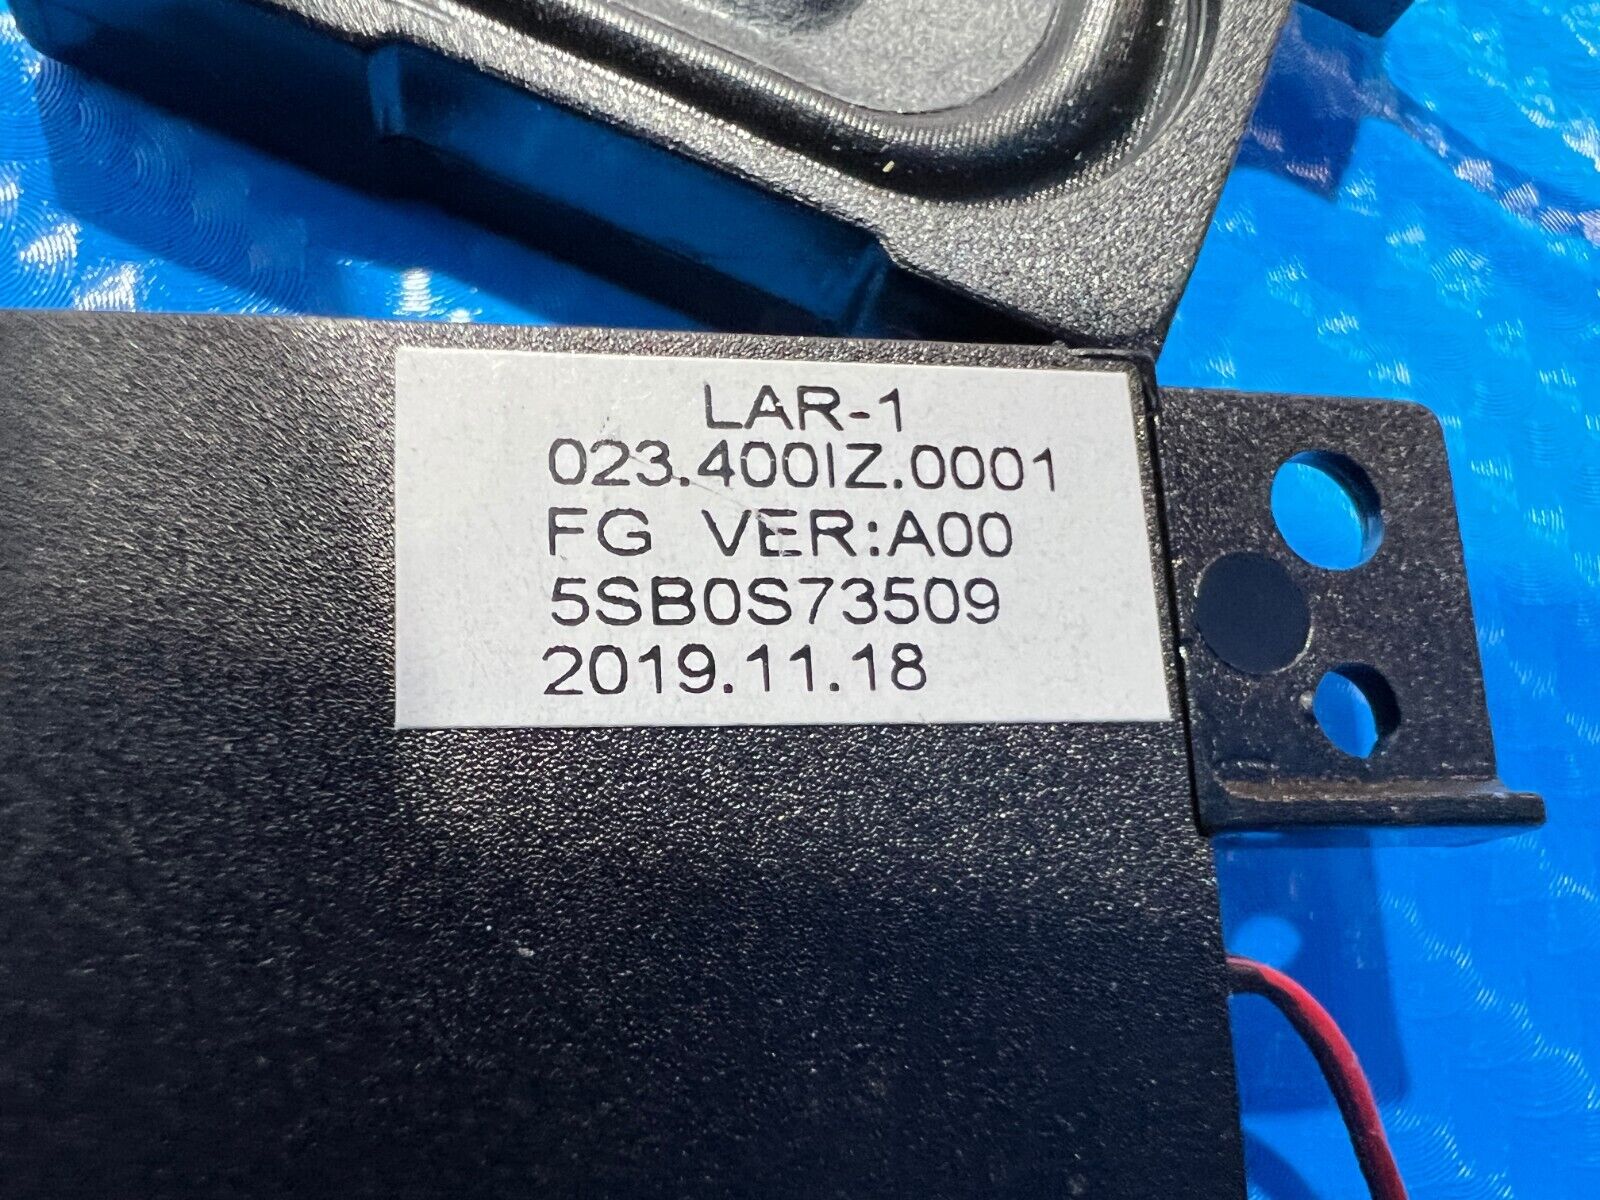 LAR-1
023.400IZ.0001
FG VER:A00
5SB0S73509
2019.11.18